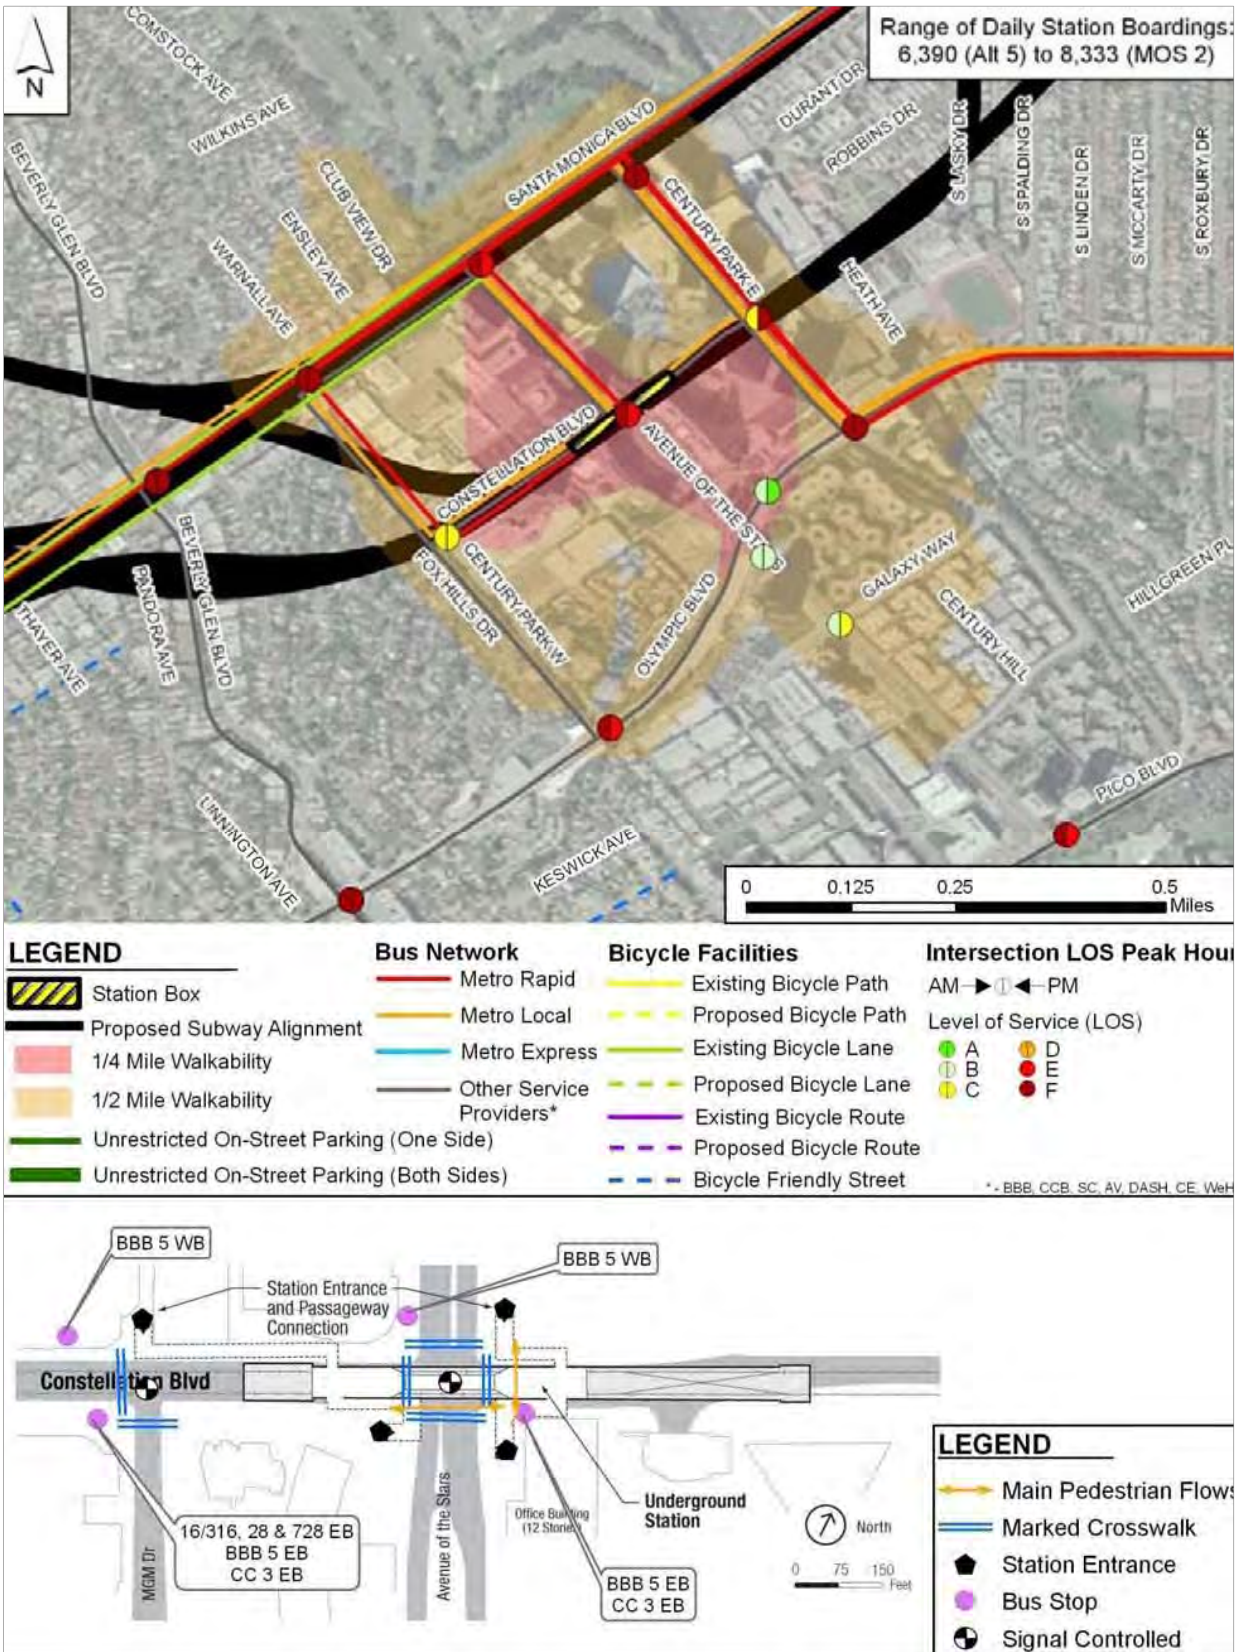 N
Range of Daily Station Boardings:
6,390 (Alt 5) to 8,333 (MOS 2)
COMSTOCK AVE
WILKINS AVE
BEVERLY GLEN BLVD
CLUB VIEW DR
ENSLEY AVE
WARNALL AVE
SANTA MONICA BLVD
DURANT DR
ROBBINS DR
S LASKY DR
S SPALDING DR
S LINDEN DR
S MCCARTY DR
S ROXBURY DR
CENTURY PARK E
HEATH AVE
CONSTELLATION BLVD
AVENUE OF THE STARS
FOX HILLS DR
CENTURY PARK W
OLYMPIC BLVD
GALAXY WAY
CENTURY HILL
HILLGREEN PL
THAYER AVE
PANDORA AVE
BEVERLY GLEN BLVD
LINNINGTON AVE
KESWICK AVE
PICO BLVD
0 0.125 0.25 0.5
Miles
LEGEND
Station Box
Proposed Subway Alignment
1/4 Mile Walkability
1/2 Mile Walkability
Unrestricted On-Street Parking (One Side)
Unrestricted On-Street Parking (Both Sides)
Bus Network
Metro Rapid
Metro Local
Metro Express
Other Service
Providers*
Bicycle Facilities
Existing Bicycle Path
Proposed Bicycle Path
Existing Bicycle Lane
Proposed Bicycle Lane
Existing Bicycle Route
Proposed Bicycle Route
Bicycle Friendly Street
Intersection LOS Peak Hour
AM PM
Level of Service (LOS)
A D
B E
C F
* - BBB, CCB, SC, AV, DASH, CE, WeH
BBB 5 WB
BBB 5 WB
Station Entrance
and Passageway
Connection
Constellation Blvd
16/316, 28 & 728 EB
BBB 5 EB
CC 3 EB
MGM Dr
Avenue of the Stars
Office Building
(12 Stories)
Underground
Station
BBB 5 EB
CC 3 EB
North
0 75 150
Feet
LEGEND
Main Pedestrian Flows
Marked Crosswalk
Station Entrance
Bus Stop
Signal Controlled